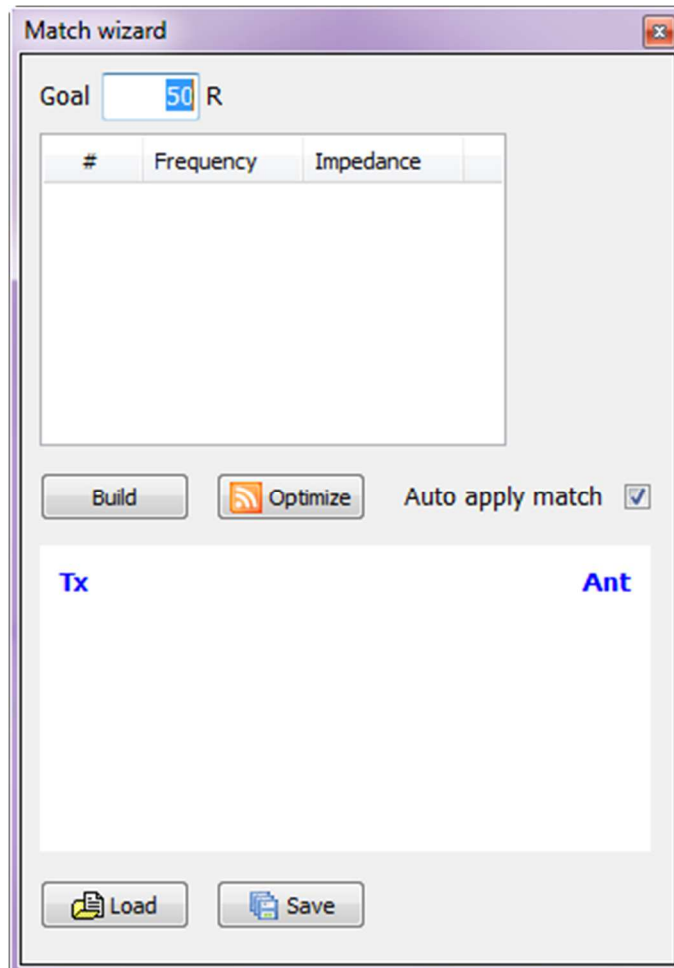 Match wizard
Goal 50 R
# Frequency Impedance
Build Optimize Auto apply match
Tx Ant
Load Save